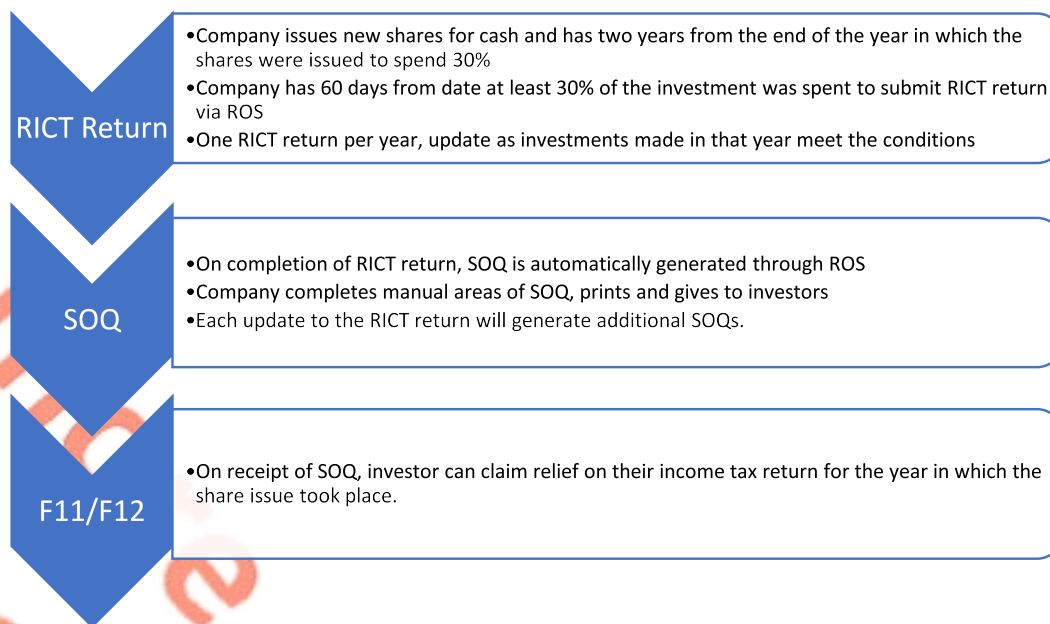 RICT Return
•Company issues new shares for cash and has two years from the end of the year in which the
shares were issued to spend 30%
•Company has 60 days from date at least 30% of the investment was spent to submit RICT return
via ROS
•One RICT return per year, update as investments made in that year meet the conditions
SOQ
•On completion of RICT return, SOQ is automatically generated through ROS
•Company completes manual areas of SOQ, prints and gives to investors
•Each update to the RICT return will generate additional SOQs.
F11/F12
•On receipt of SOQ, investor can claim relief on their income tax return for the year in which the
share issue took place.